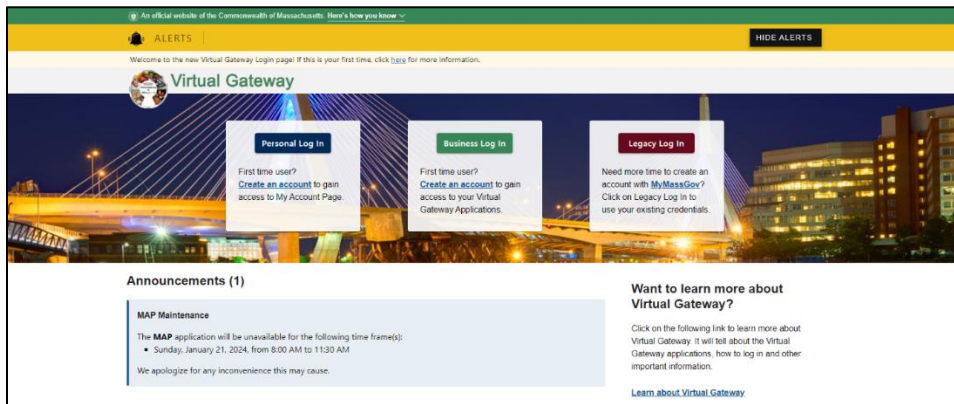 An official website of the Commonwealth of Massachusetts. Here's how you know
ALERTS
HIDE ALERTS
Welcome to the new Virtual Gateway Login page! If this is your first time, click here for more information.
Virtual Gateway
Personal Log In
First time user?
Create an account to gain
access to My Account Page.
Business Log In
First time user?
Create an account to gain
access to your Virtual
Gateway Applications.
Legacy Log In
Need more time to create an
account with MyMassGov?
Click on Legacy Log In to
use your existing credentials.
Announcements (1)
MAP Maintenance
The MAP application will be unavailable for the following time frame(s):
• Sunday, January 21, 2024, from 8:00 AM to 11:30 AM
We apologize for any inconvenience this may cause.
Want to learn more about
Virtual Gateway?
Click on the following link to learn more about
Virtual Gateway. It will tell about the Virtual
Gateway applications, how to log in and other
important information.
Learn about Virtual Gateway